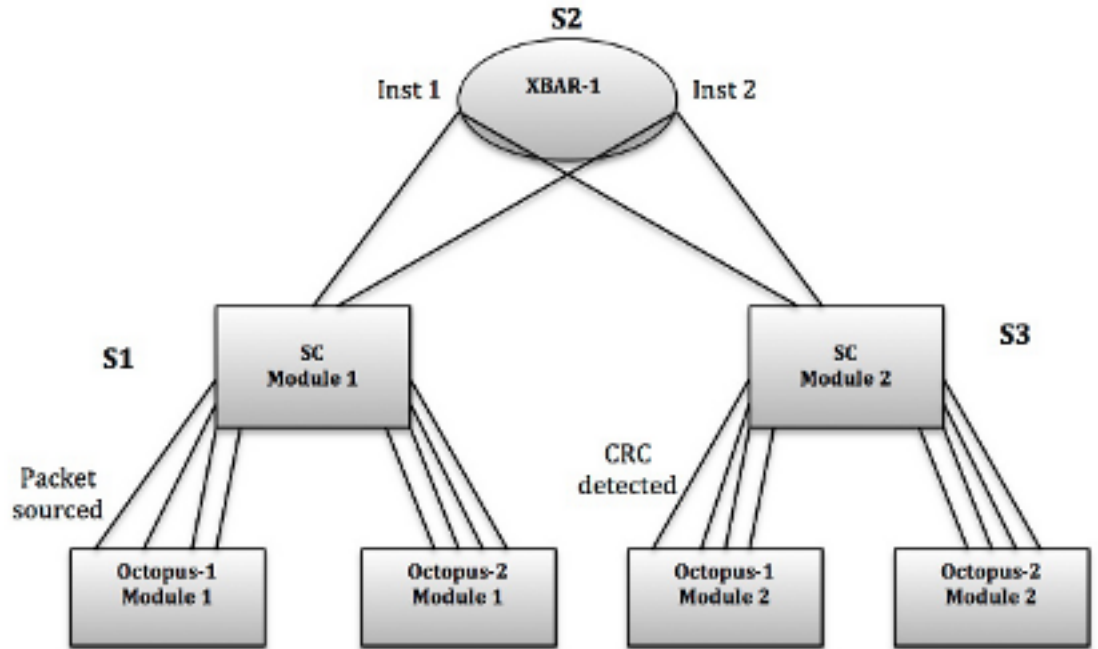 S2
Inst 1
XBAR-1
Inst 2
S1
SC
Module 1
SC
Module 2
S3
Packet
sourced
CRC
detected
Octopus-1
Module 1
Octopus-2
Module 1
Octopus-1
Module 2
Octopus-2
Module 2